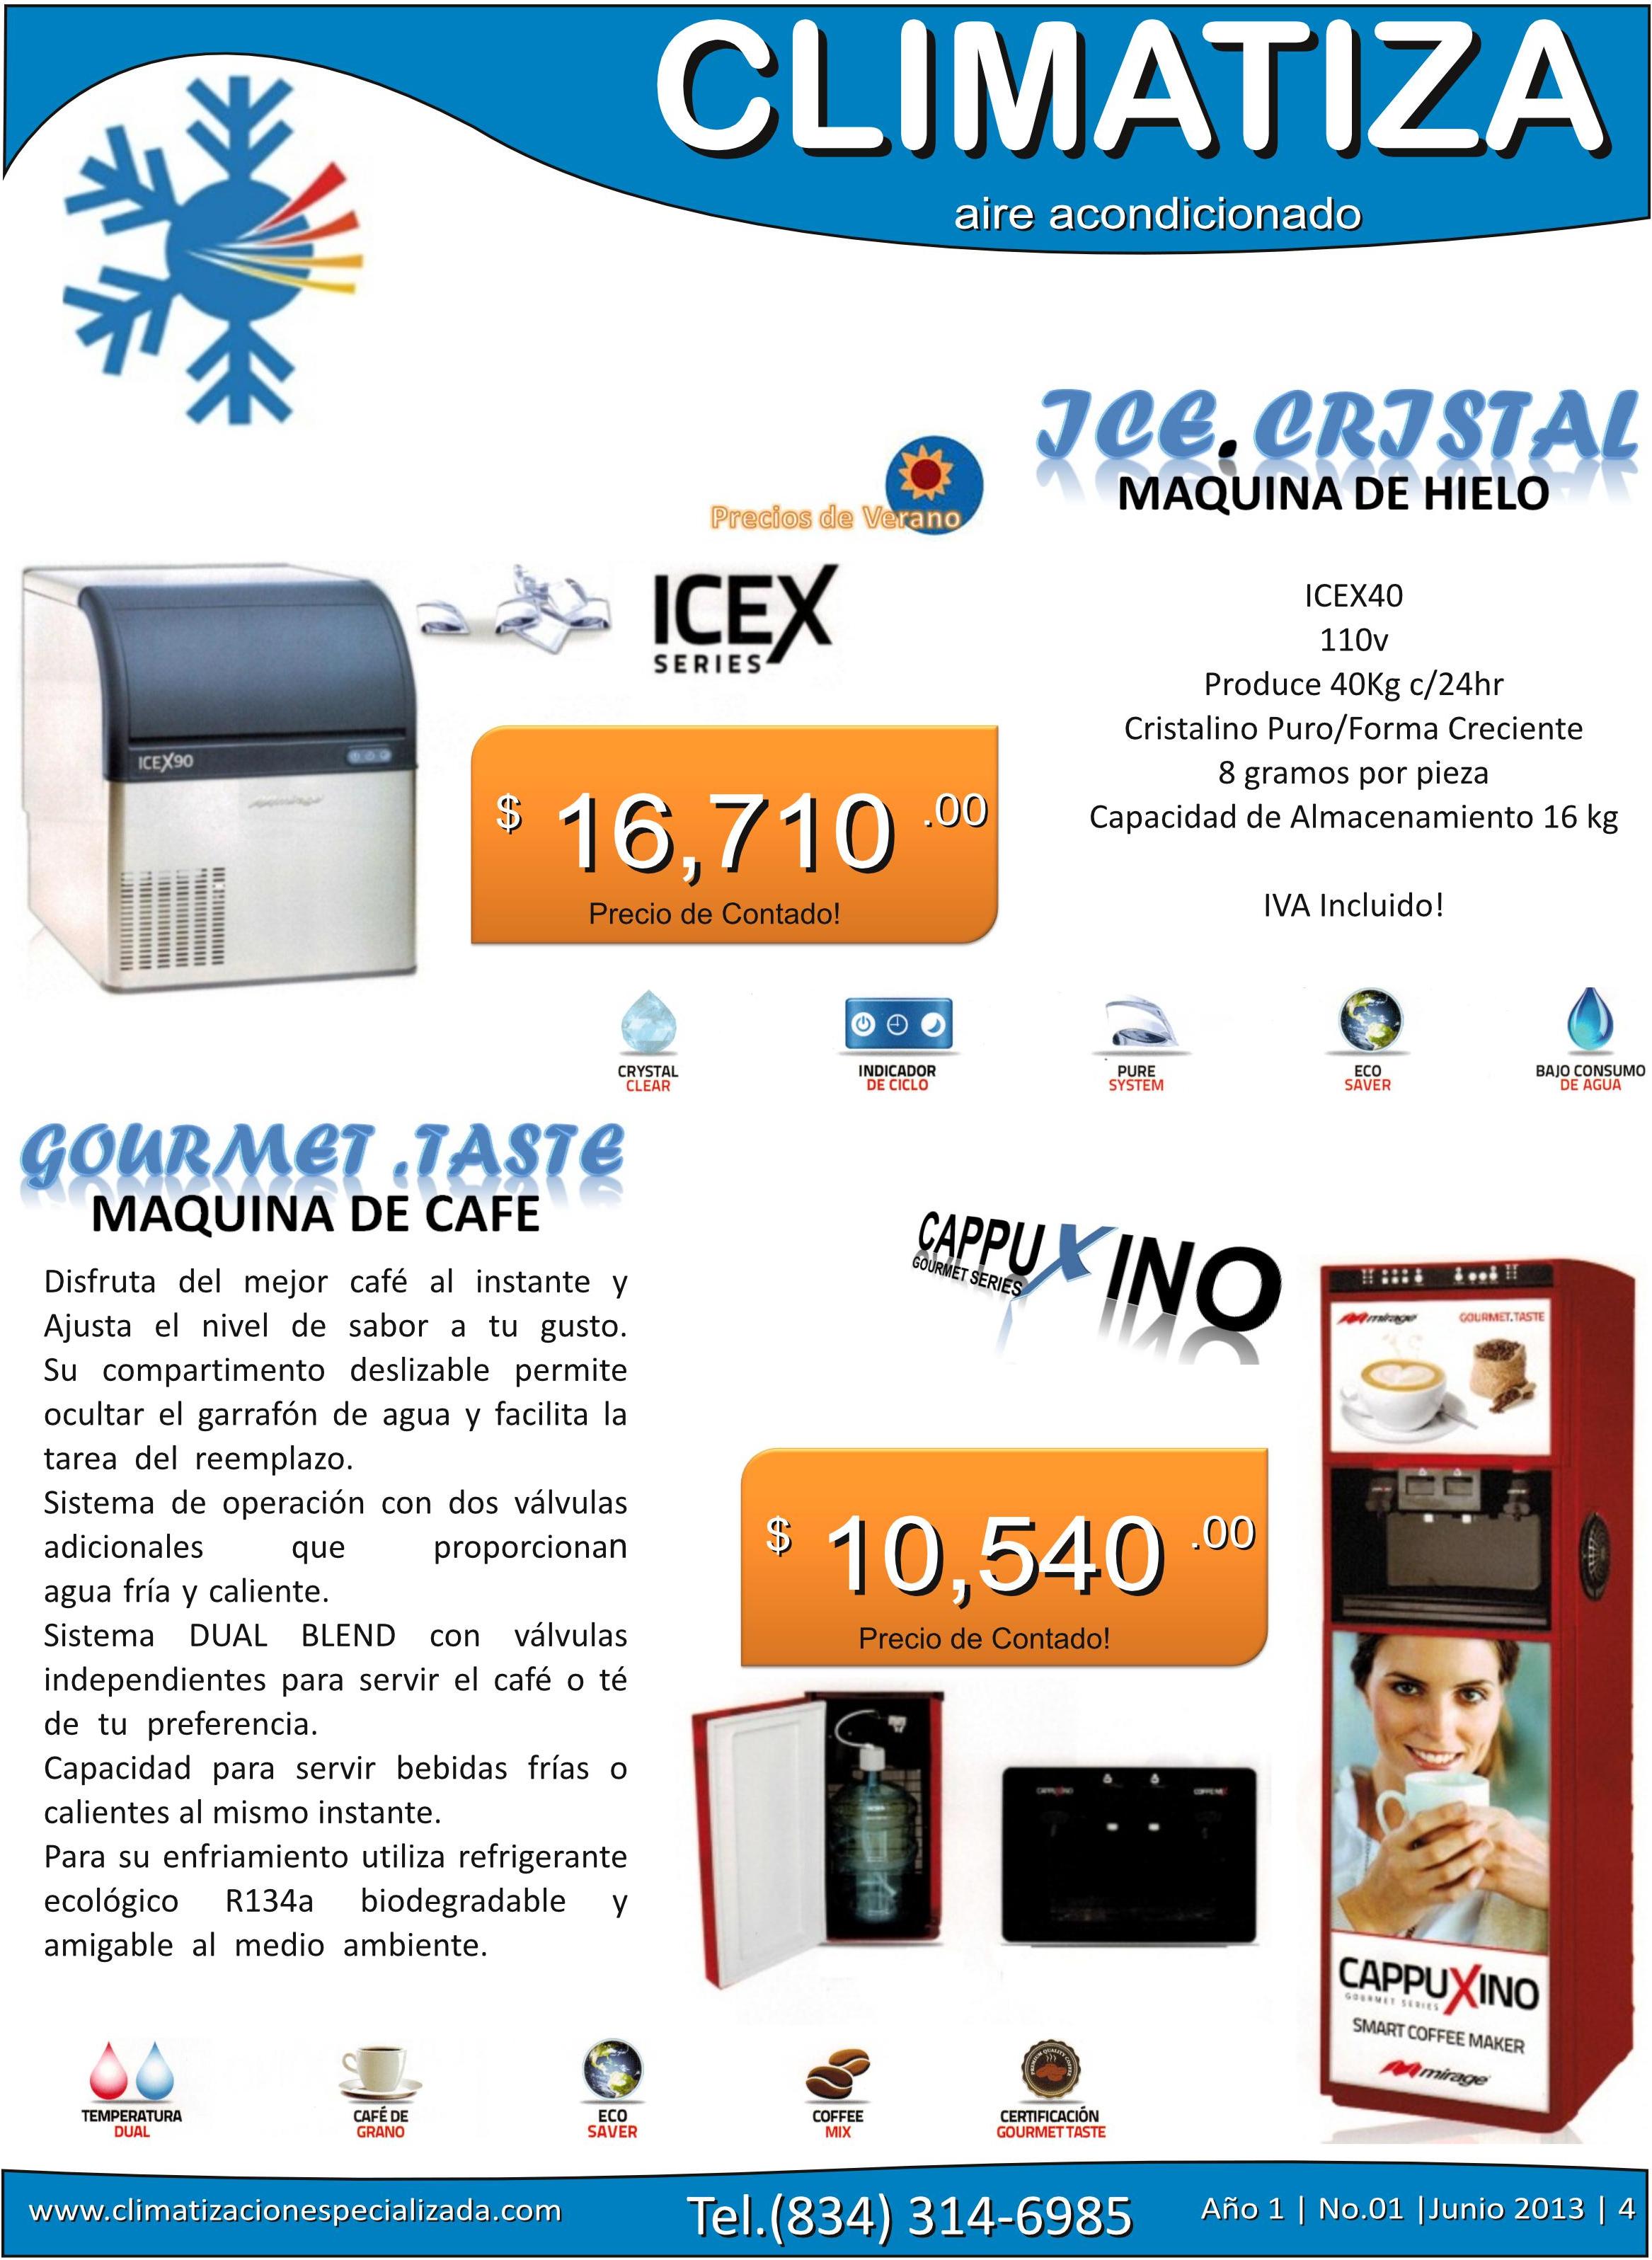 CLIMATIZA
aire acondicionado
ICE.CRISTAL
MAQUINA DE HIELO
Precios de Verano
ICEX
SERIES
ICEX90
mirage
$ 16,710 .00
Precio de Contado!
ICEX40
110v
Produce 40Kg c/24hr
Cristalino Puro/Forma Creciente
8 gramos por pieza
Capacidad de Almacenamiento 16 kg
IVA Incluido!
CRYSTAL
CLEAR
INDICADOR
DE CICLO
PURE
SYSTEM
ECO
SAVER
BAJO CONSUMO
DE AGUA
GOURMET .TASTE
MAQUINA DE CAFE
Disfruta del mejor café al instante y
Ajusta el nivel de sabor a tu gusto.
Su compartimento deslizable permite
ocultar el garrafón de agua y facilita la
tarea del reemplazo.
Sistema de operación con dos válvulas
adicionales que proporcionan
agua fría y caliente.
Sistema DUAL BLEND con válvulas
independientes para servir el café o té
de tu preferencia.
Capacidad para servir bebidas frías o
calientes al mismo instante.
Para su enfriamiento utiliza refrigerante
ecológico R134a biodegradable y
amigable al medio ambiente.
CAPPUXINO
GOURMET SERIES
$ 10,540 .00
Precio de Contado!
mirage
GOURMET.TASTE
CAPPUXINO
GOURMET SERIES
SMART COFFEE MAKER
mirage
TEMPERATURA
DUAL
CAFÉ DE
GRANO
ECO
SAVER
COFFEE
MIX
CERTIFICACIÓN
GOURMET TASTE
www.climatizacionespecializada.com
Tel.(834) 314-6985
Año 1 | No.01 |Junio 2013 | 4